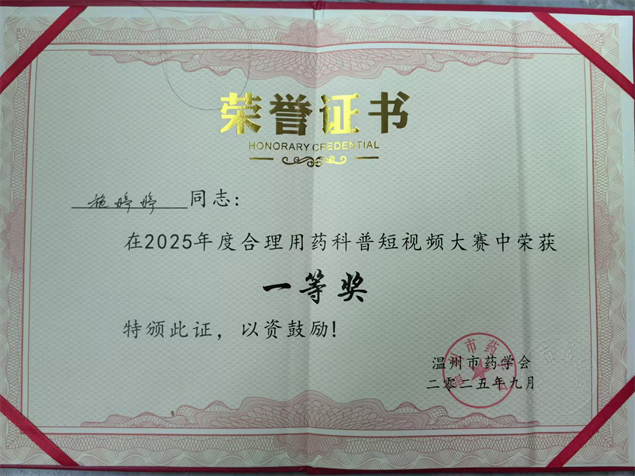 荣誉证书
HONORARY CREDENTIAL
施婷婷 同志:
在2025年度合理用药科普短视频大赛中荣获
一等奖
特颁此证，以资鼓励!
温州市药学会
二零二五年九月